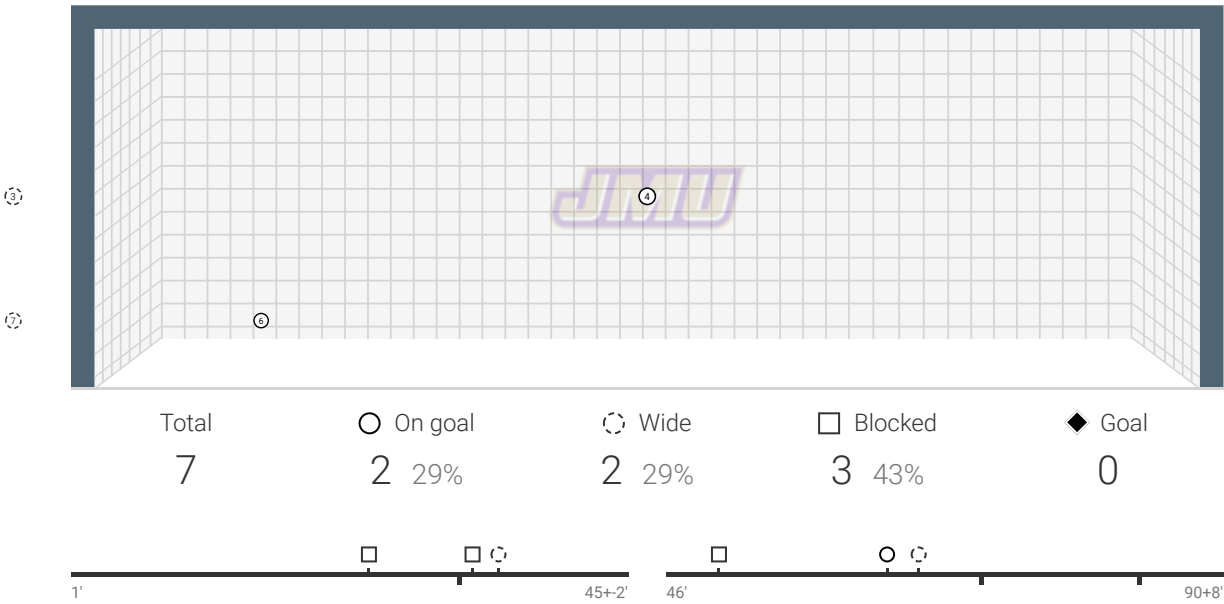 JMU
3
4
7
6
Total
On goal
Wide
Blocked
Goal
7
2 29%
2 29%
3 43%
0
1'
45+-2'
46'
90+8'